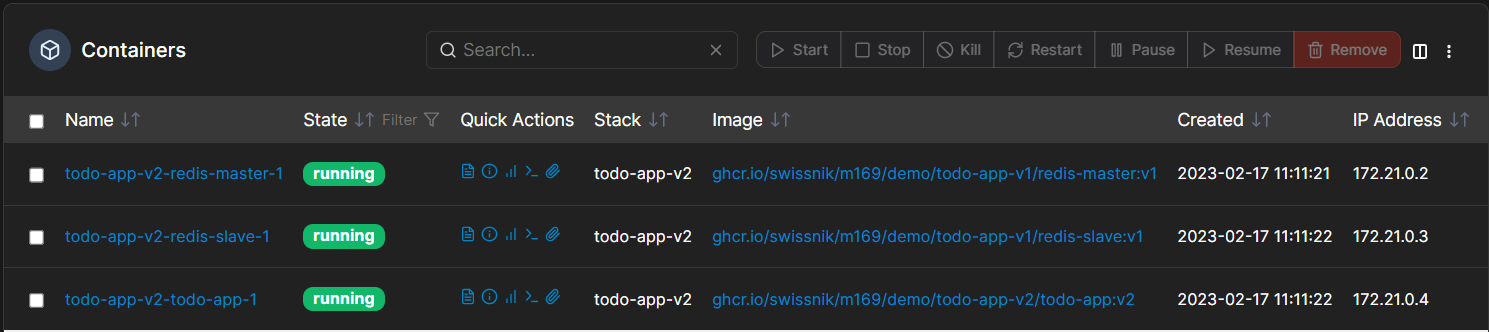 Containers Search... Start Stop Kill Restart Pause Resume Remove
Name State Filter Quick Actions Stack Image Created IP Address
todo-app-v2-redis-master-1 running todo-app-v2 ghcr.io/swissnik/m169/demo/todo-app-v1/redis-master:v1 2023-02-17 11:11:21 172.21.0.2
todo-app-v2-redis-slave-1 running todo-app-v2 ghcr.io/swissnik/m169/demo/todo-app-v1/redis-slave:v1 2023-02-17 11:11:22 172.21.0.3
todo-app-v2-todo-app-1 running todo-app-v2 ghcr.io/swissnik/m169/demo/todo-app-v2/todo-app:v2 2023-02-17 11:11:22 172.21.0.4